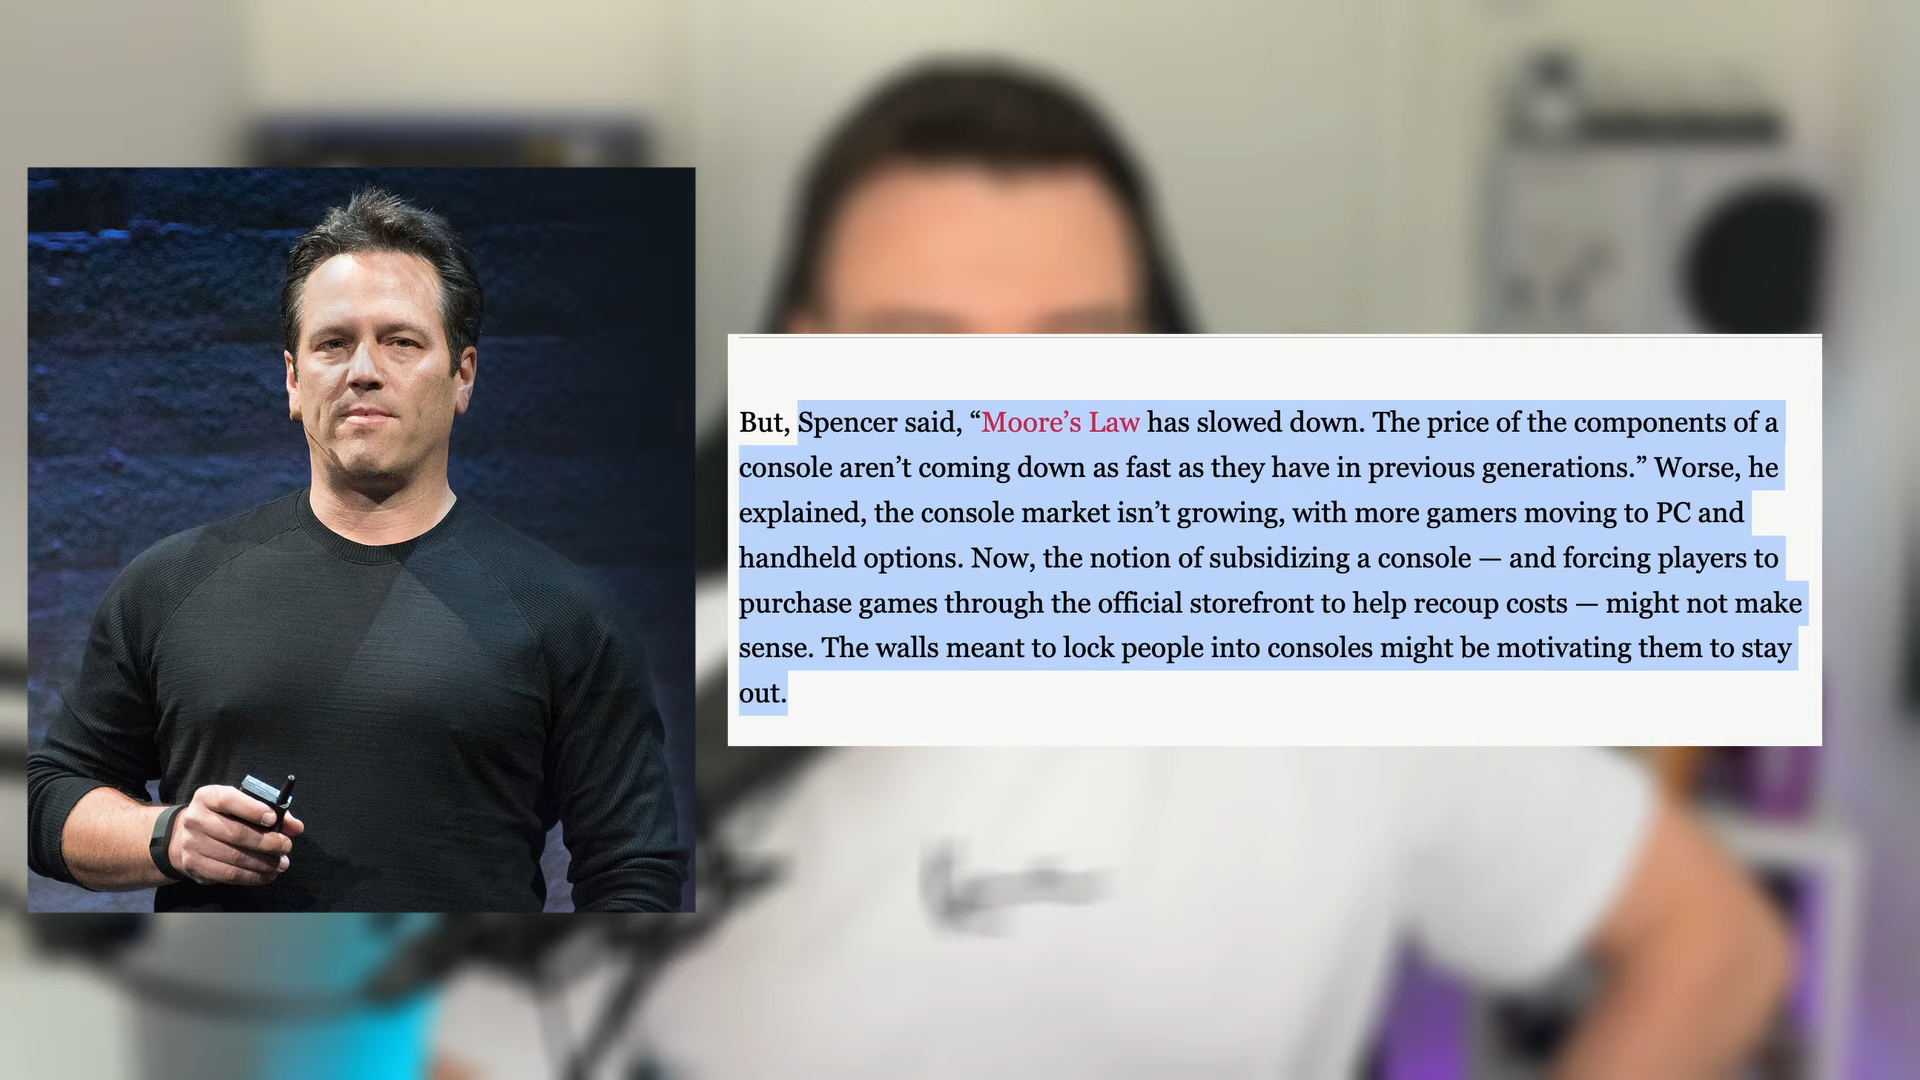 But, Spencer said, “Moore’s Law has slowed down. The price of the components of a
console aren’t coming down as fast as they have in previous generations.” Worse, he
explained, the console market isn’t growing, with more gamers moving to PC and
handheld options. Now, the notion of subsidizing a console — and forcing players to
purchase games through the official storefront to help recoup costs — might not make
sense. The walls meant to lock people into consoles might be motivating them to stay
out.